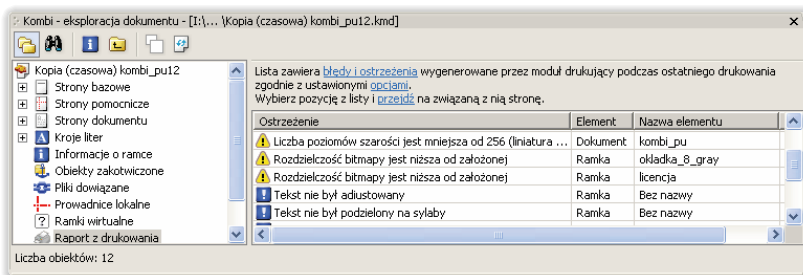 Kombi - eksploracja dokumentu - [I:\... \Kopia (czasowa) kombi_pu12.kmd]
Kopia (czasowa) kombi_pu12
Strony bazowe
Strony pomocnicze
Strony dokumentu
Kroje liter
Informacje o ramce
Obiekty zakotwiczone
Pliki dowiązane
Prowadnice lokalne
Ramki wirtualne
Raport z drukowania
Lista zawiera błędy i ostrzeżenia wygenerowane przez moduł drukujący podczas ostatniego drukowania
zgodnie z ustawionymi opcjami.
Wybierz pozycję z listy i przejdź na związaną z nią stronę.
Ostrzeżenie Element Nazwa elementu
Liczba poziomów szarości jest mniejsza od 256 (liniatura ... Dokument kombi_pu
Rozdzielczość bitmapy jest niższa od założonej Ramka okladka_8_gray
Rozdzielczość bitmapy jest niższa od założonej Ramka licencja
Tekst nie był adiustowany Ramka Bez nazwy
Tekst nie był podzielony na sylaby Ramka Bez nazwy
Liczba obiektów: 12